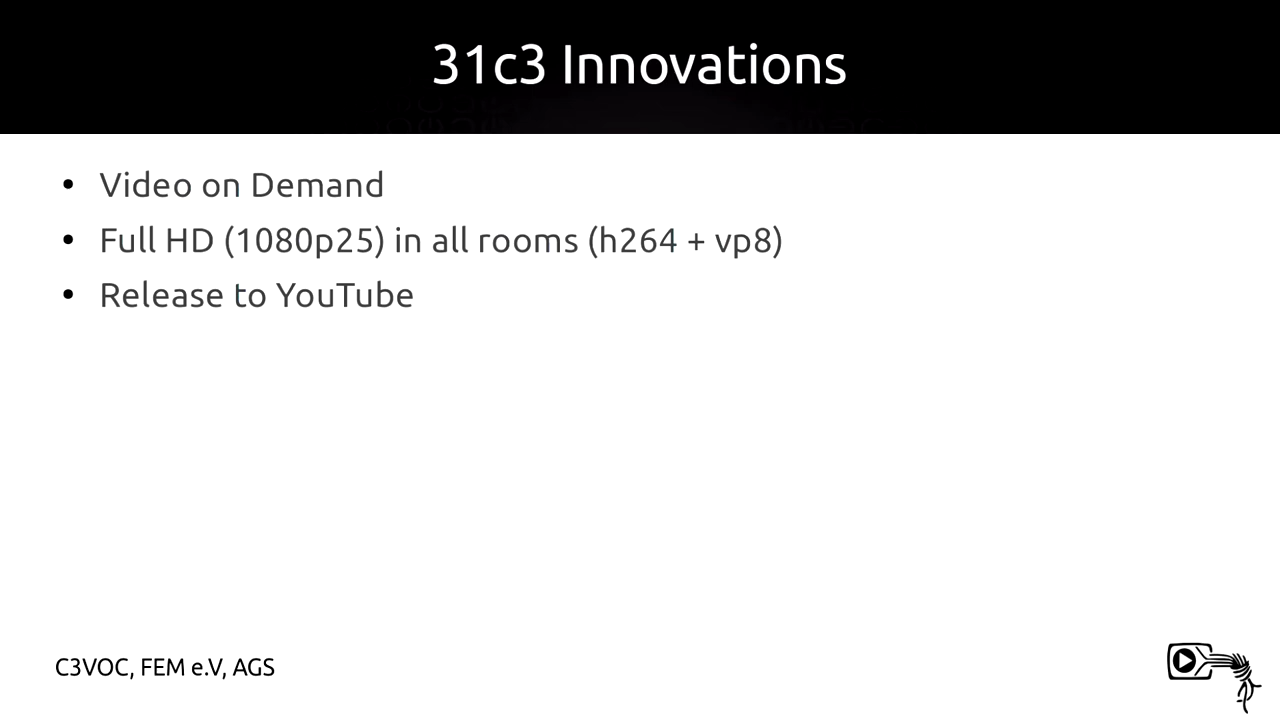 31c3 Innovations
• Video on Demand
• Full HD (1080p25) in all rooms (h264 + vp8)
• Release to YouTube
C3VOC, FEM e.V, AGS